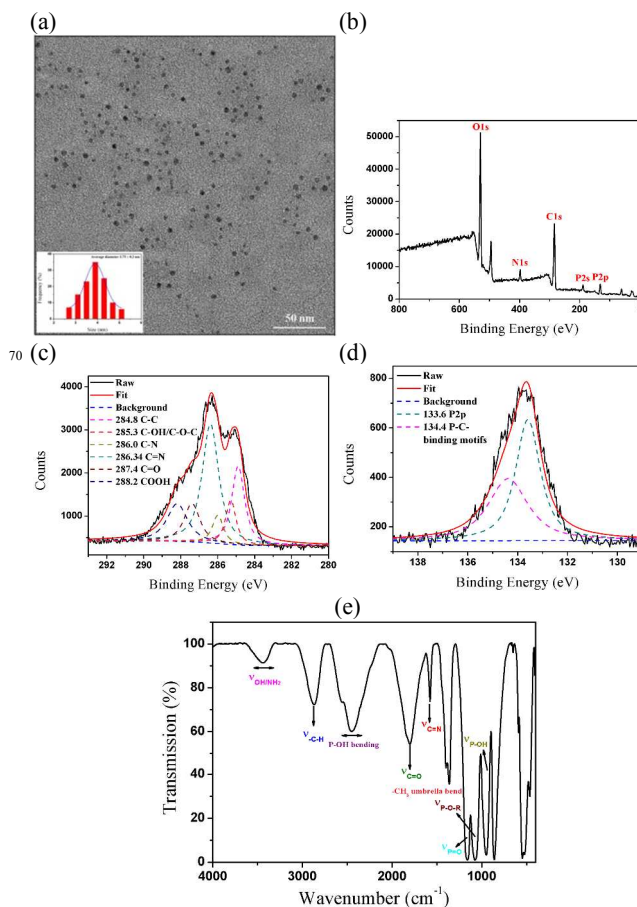 (a)
(b)
50 nm
Frequency (%)
Size (nm)
50000
40000
30000
20000
10000
0
Counts
O1s
N1s
C1s
P2s P2p
800 600 400 200 0
Binding Energy (eV)
70
(c)
(d)
4000
3000
2000
1000
Counts
Raw
Fit
Background
284.8 C-C
285.3 C-OH/C-O-C
286.0 C-N
286.34 C=N
287.4 C=O
288.2 COOH
292 290 288 286 284 282 280
Binding Energy (eV)
800
600
400
200
Counts
Raw
Fit
Background
133.6 P2p
134.4 P-C-
binding motifs
138 136 134 132 130
Binding Energy (eV)
(e)
100
80
60
40
20
0
Transmission (%)
νOH/NH2
ν-C-H
P-OH bending
νC=O
νC=N
-CH3 umbrella bend
νP-OH
νP-O-R
νP=O
4000 3000 2000 1000
Wavenumber (cm-1)